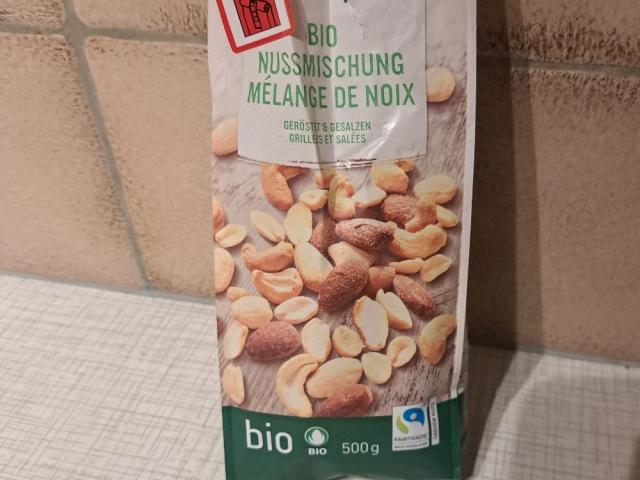 BIO
NUSSMISCHUNG
MÉLANGE DE NOIX
GERÖSTET & GESALZEN
GRILLÉES ET SALÉES
bio
BIO
500g
FAIRTRADE